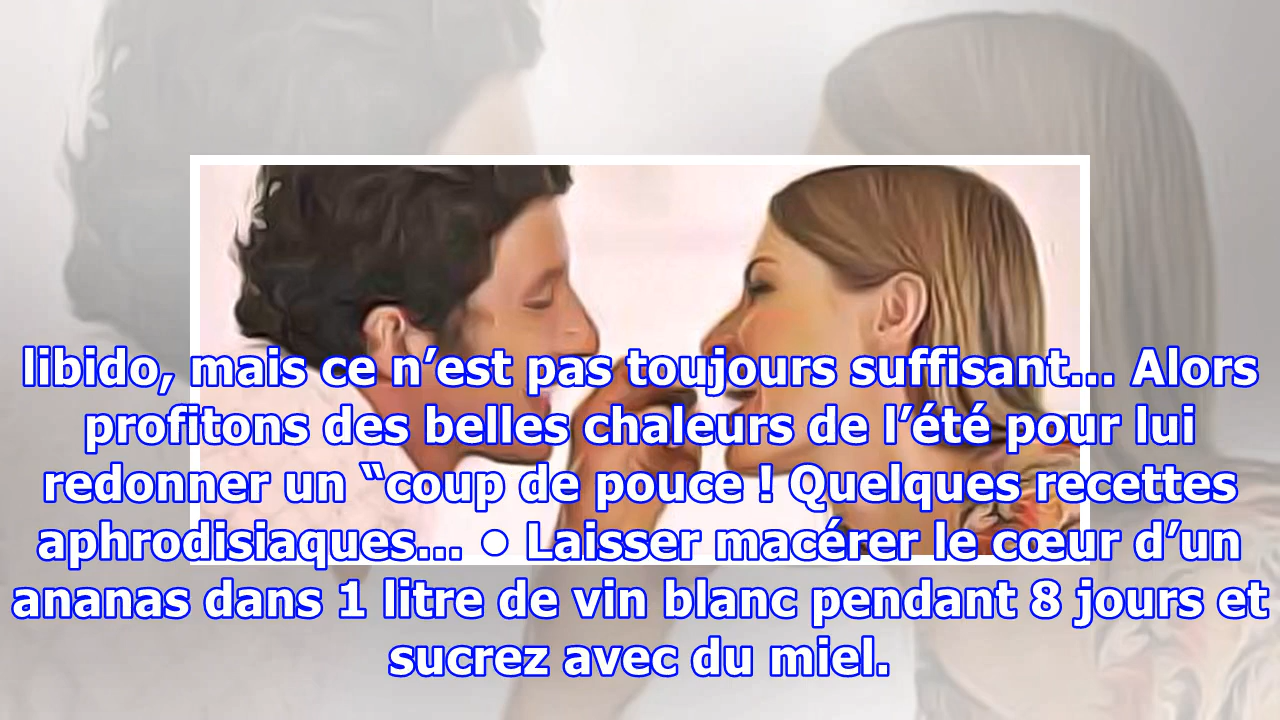 libido, mais ce n’est pas toujours suffisant... Alors
profitons des belles chaleurs de l’été pour lui
redonner un “coup de pouce ! Quelques recettes
aphrodisiaques... ● Laisser macérer le cœur d’un
ananas dans 1 litre de vin blanc pendant 8 jours et
sucrez avec du miel.